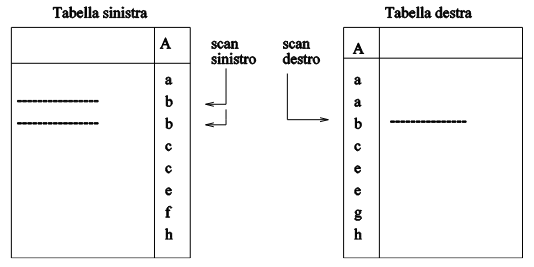 Tabella sinistra
Tabella destra
A
scan
sinistro
scan
destro
A
a
b
b
c
c
e
f
h
a
a
b
c
e
e
g
h